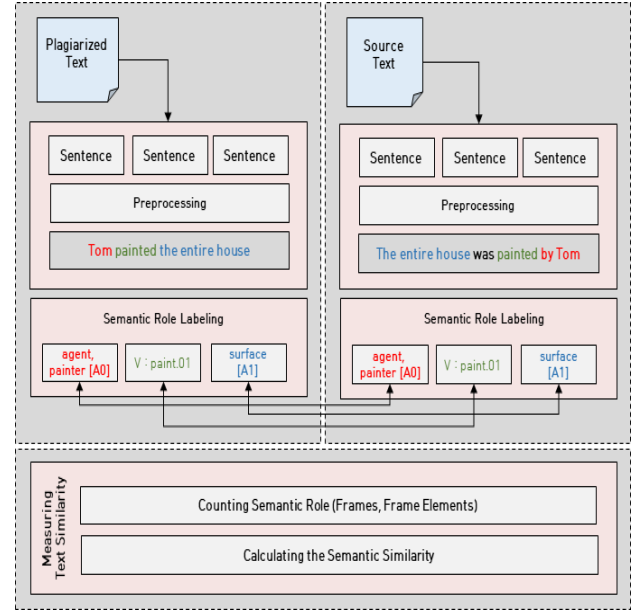 Plagiarized
Text
Sentence
Sentence
Sentence
Preprocessing
Tom painted the entire house
Semantic Role Labeling
agent,
painter [A0]
V : paint.01
surface
[A1]
Source
Text
Sentence
Sentence
Sentence
Preprocessing
The entire house was painted by Tom
Semantic Role Labeling
agent,
painter [A0]
V : paint.01
surface
[A1]
Measuring
Text Similarity
Counting Semantic Role (Frames, Frame Elements)
Calculating the Semantic Similarity